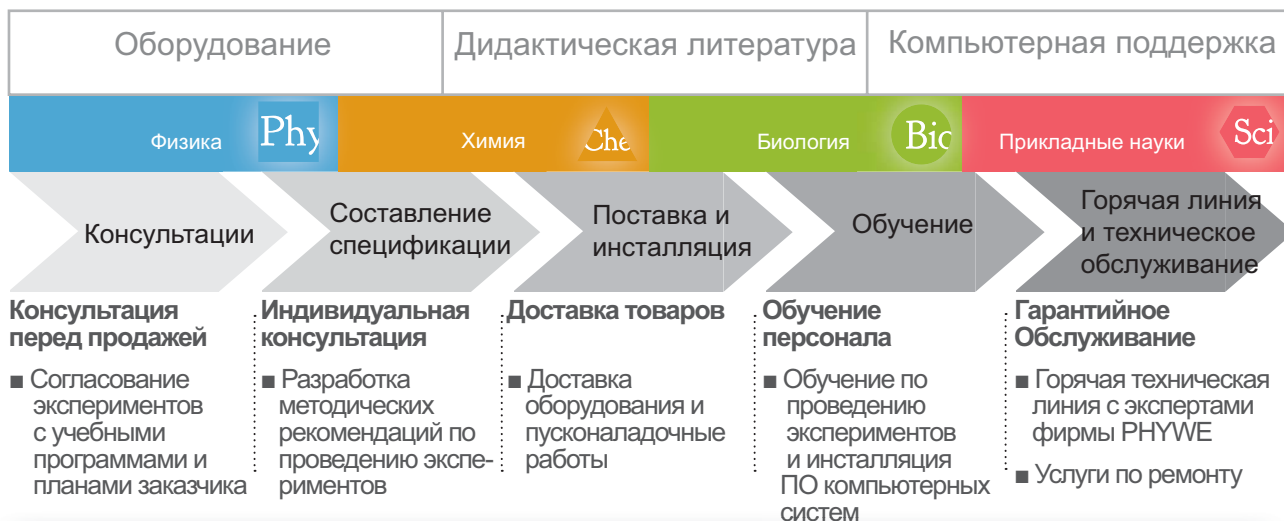 Оборудование
Дидактическая литература
Компьютерная поддержка
Физика
Phy
Химия
Che
Биология
Bio
Прикладные науки
Sci
Консультации
Составление
спецификации
Поставка и
инсталляция
Обучение
Горячая линия
и техническое
обслуживание
Консультация
перед продажей
■ Согласование
экспериментов
с учебными
программами и
планами заказчика
Индивидуальная
консультация
■ Разработка
методических
рекомендаций по
проведению экспе-
риментов
Доставка товаров
■ Доставка
оборудования и
пусконаладочные
работы
Обучение
персонала
■ Обучение по
проведению
экспериментов
и инсталляция
ПО компьютерных
систем
Гарантийное
Обслуживание
■ Горячая техническая
линия с экспертами
фирмы PHYWE
■ Услуги по ремонту